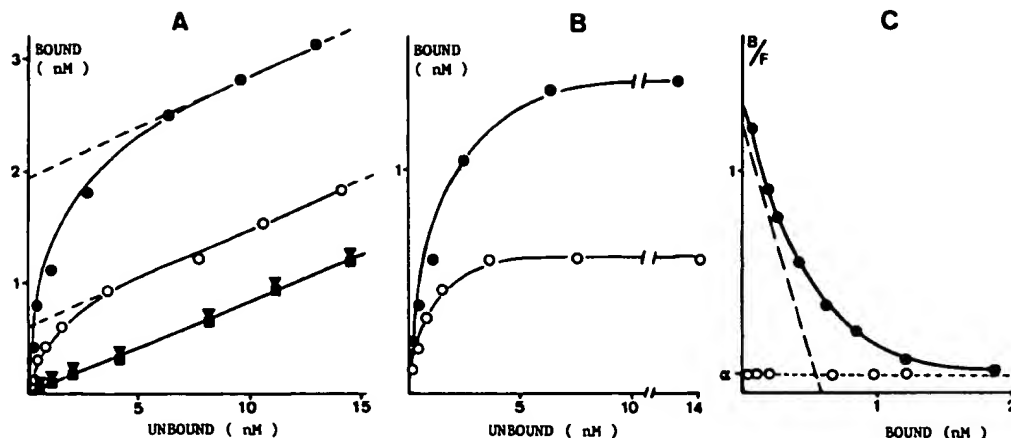 A
BOUND
( nM )
3
2
1
5
10
15
UNBOUND ( nM )
B
BOUND
( nM )
1
5
10
14
UNBOUND ( nM )
C
B/F
1
α
1
2
BOUND ( nM )